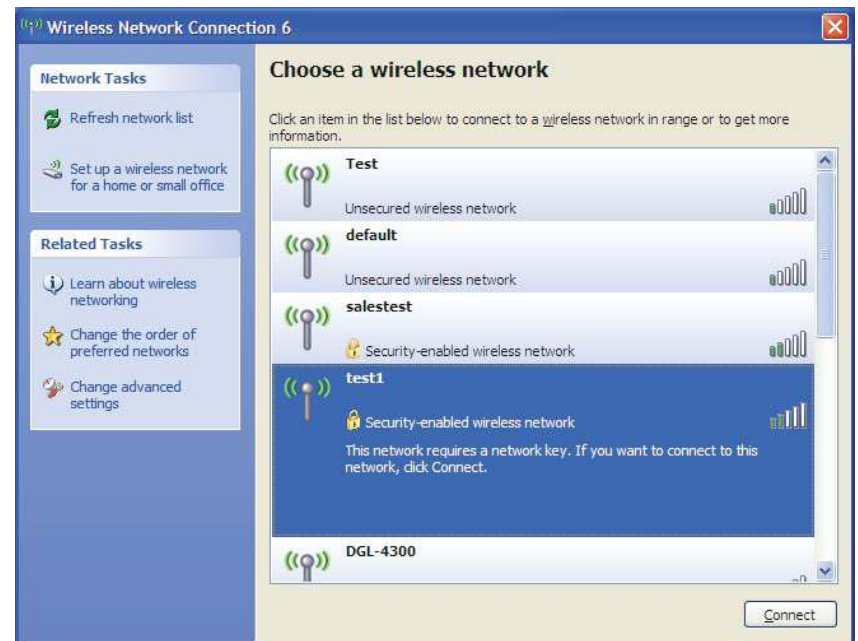 Wireless Network Connection 6
Network Tasks
Refresh network list
Set up a wireless network
for a home or small office
Related Tasks
Learn about wireless
networking
Change the order of
preferred networks
Change advanced
settings
Choose a wireless network
Click an item in the list below to connect to a wireless network in range or to get more
information.
Test
Unsecured wireless network
default
Unsecured wireless network
salestest
Security-enabled wireless network
test1
Security-enabled wireless network
This network requires a network key. If you want to connect to this
network, click Connect.
DGL-4300
Connect